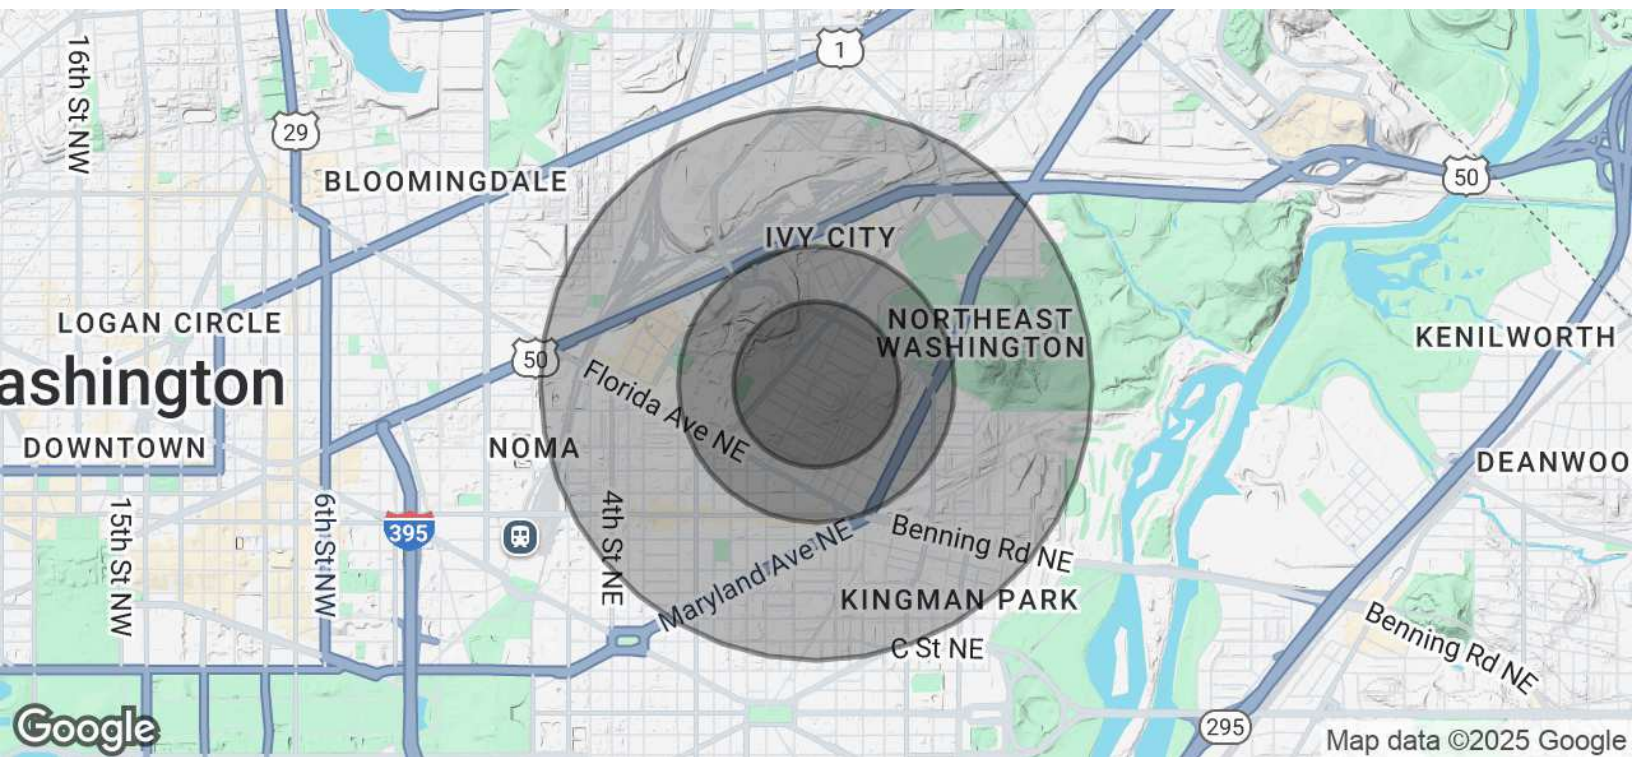 16th St NW
1
29
50
BLOOMINGDALE
IVY CITY
LOGAN CIRCLE
NORTHEAST
WASHINGTON
KENILWORTH
ashington
50
Florida Ave NE
DOWNTOWN
NOMA
DEANWOO
15th St NW
6th St NW
395
4th St NE
Maryland Ave NE
Benning Rd NE
KINGMAN PARK
C St NE
Benning Rd NE
295
Google
Map data ©2025 Google